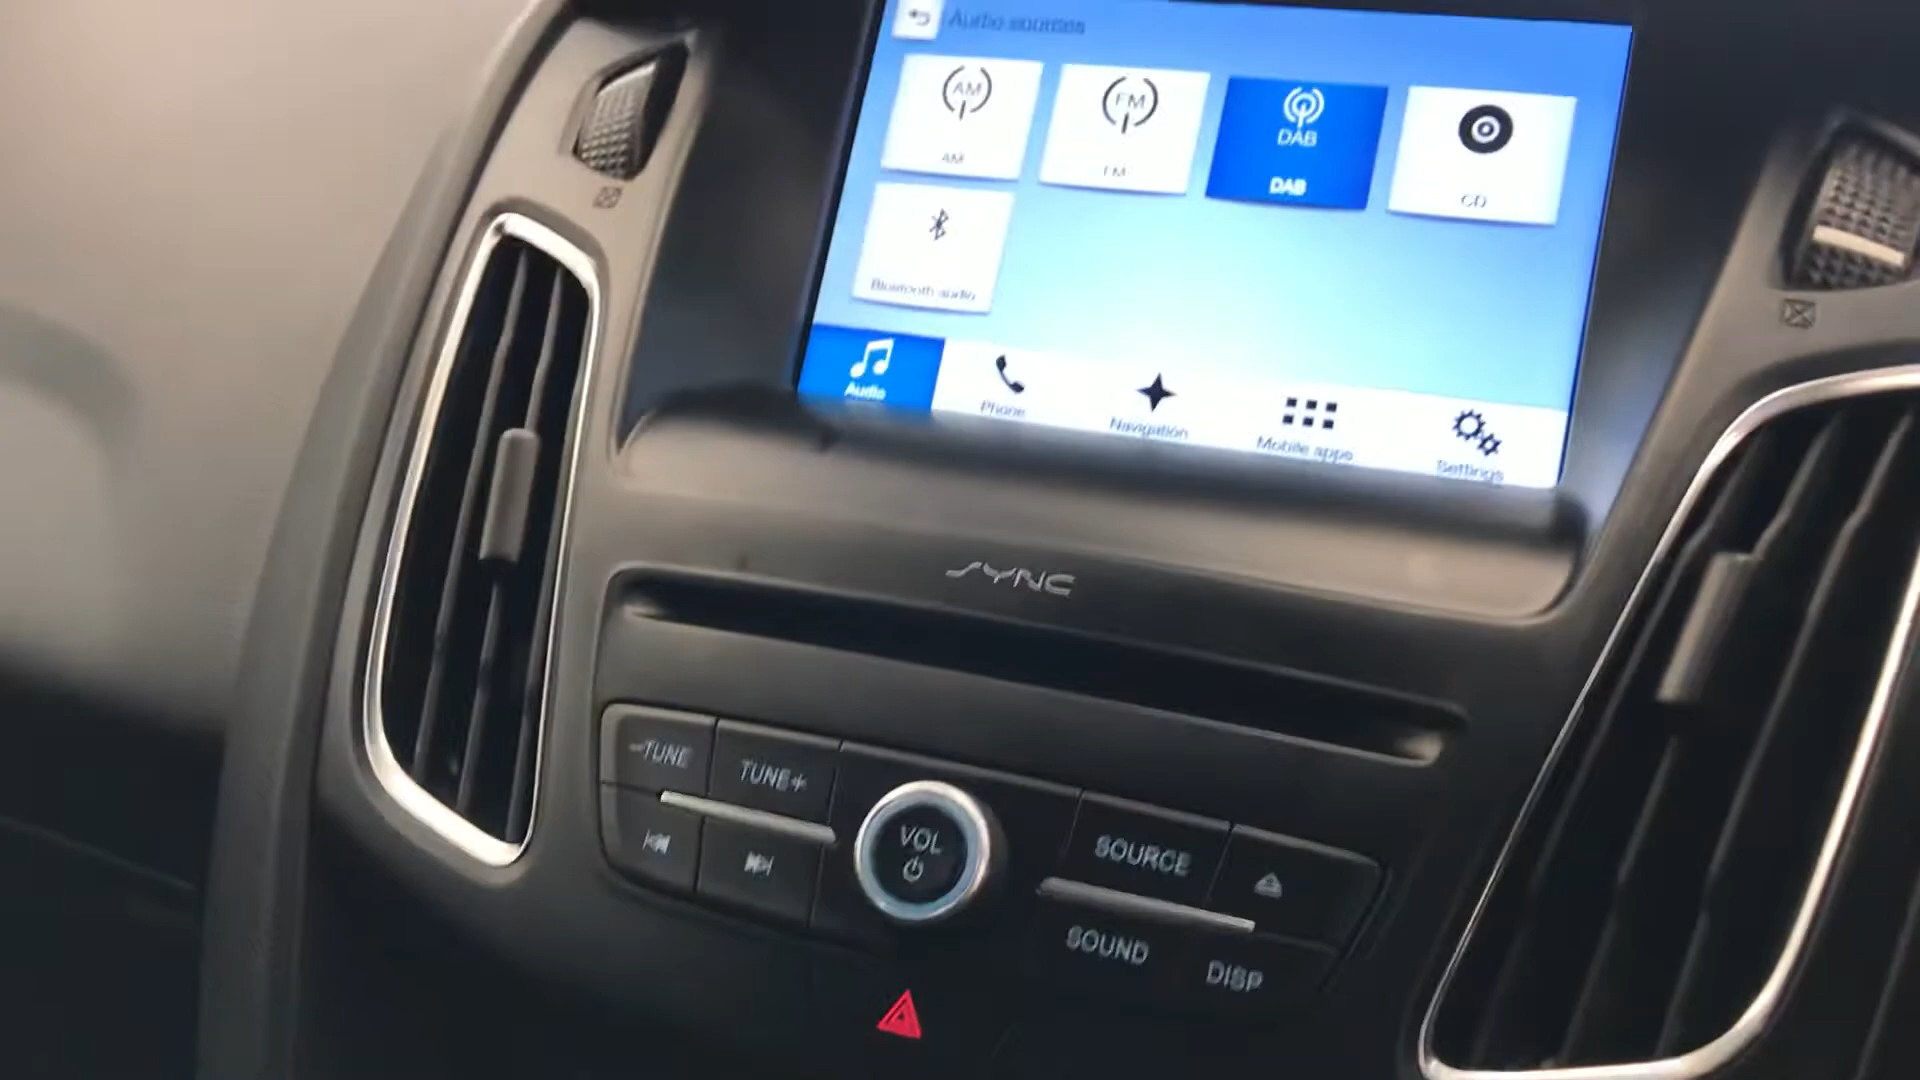 Audio sources
AM
AM
FM
FM
DAB
DAB
CD
Bluetooth audio
Audio
Phone
Navigation
Mobile apps
Settings
SYNC
-TUNE
TUNE+
VOL
SOURCE
SOUND
DISP